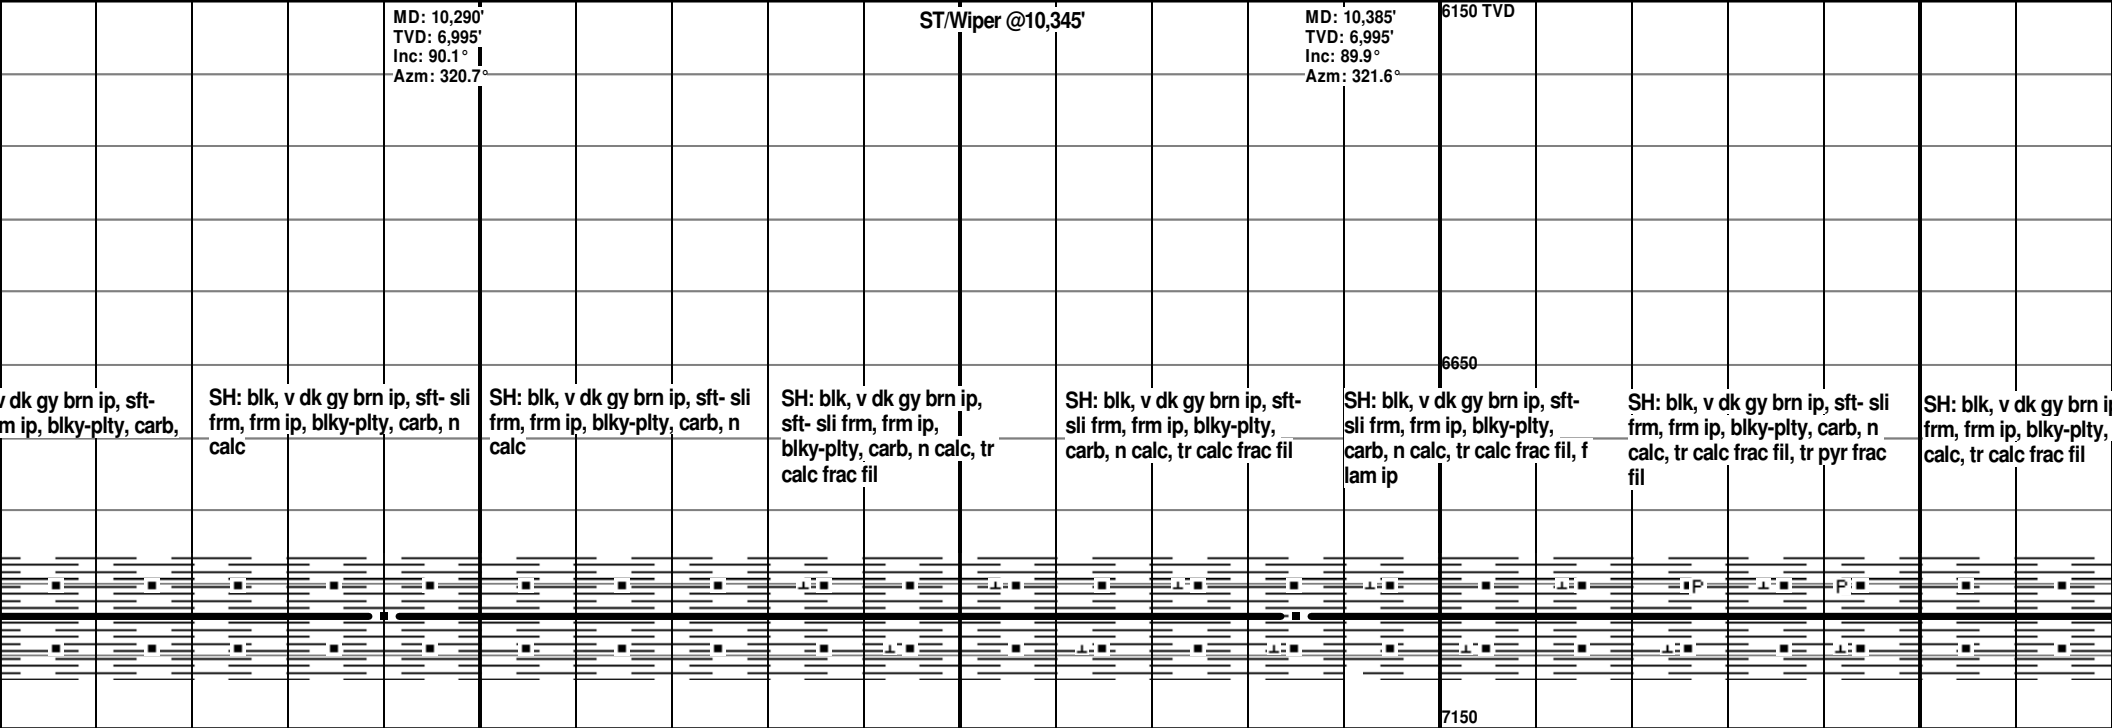 MD: 10,290'
TVD: 6,995'
Inc: 90.1°
Azm: 320.7°
ST/Wiper @10,345'
MD: 10,385'
TVD: 6,995'
Inc: 89.9°
Azm: 321.6°
6150 TVD
6650
v dk gy brn ip, sft-
m ip, blky-plty, carb,
SH: blk, v dk gy brn ip, sft- sli
frm, frm ip, blky-plty, carb, n
calc
SH: blk, v dk gy brn ip, sft- sli
frm, frm ip, blky-plty, carb, n
calc
SH: blk, v dk gy brn ip,
sft- sli frm, frm ip,
blky-plty, carb, n calc, tr
calc frac fil
SH: blk, v dk gy brn ip, sft-
sli frm, frm ip, blky-plty,
carb, n calc, tr calc frac fil
SH: blk, v dk gy brn ip, sft-
sli frm, frm ip, blky-plty,
carb, n calc, tr calc frac fil, f
lam ip
SH: blk, v dk gy brn ip, sft- sli
frm, frm ip, blky-plty, carb, n
calc, tr calc frac fil, tr pyr frac
fil
SH: blk, v dk gy brn ip
frm, frm ip, blky-plty,
calc, tr calc frac fil
P
P
7150